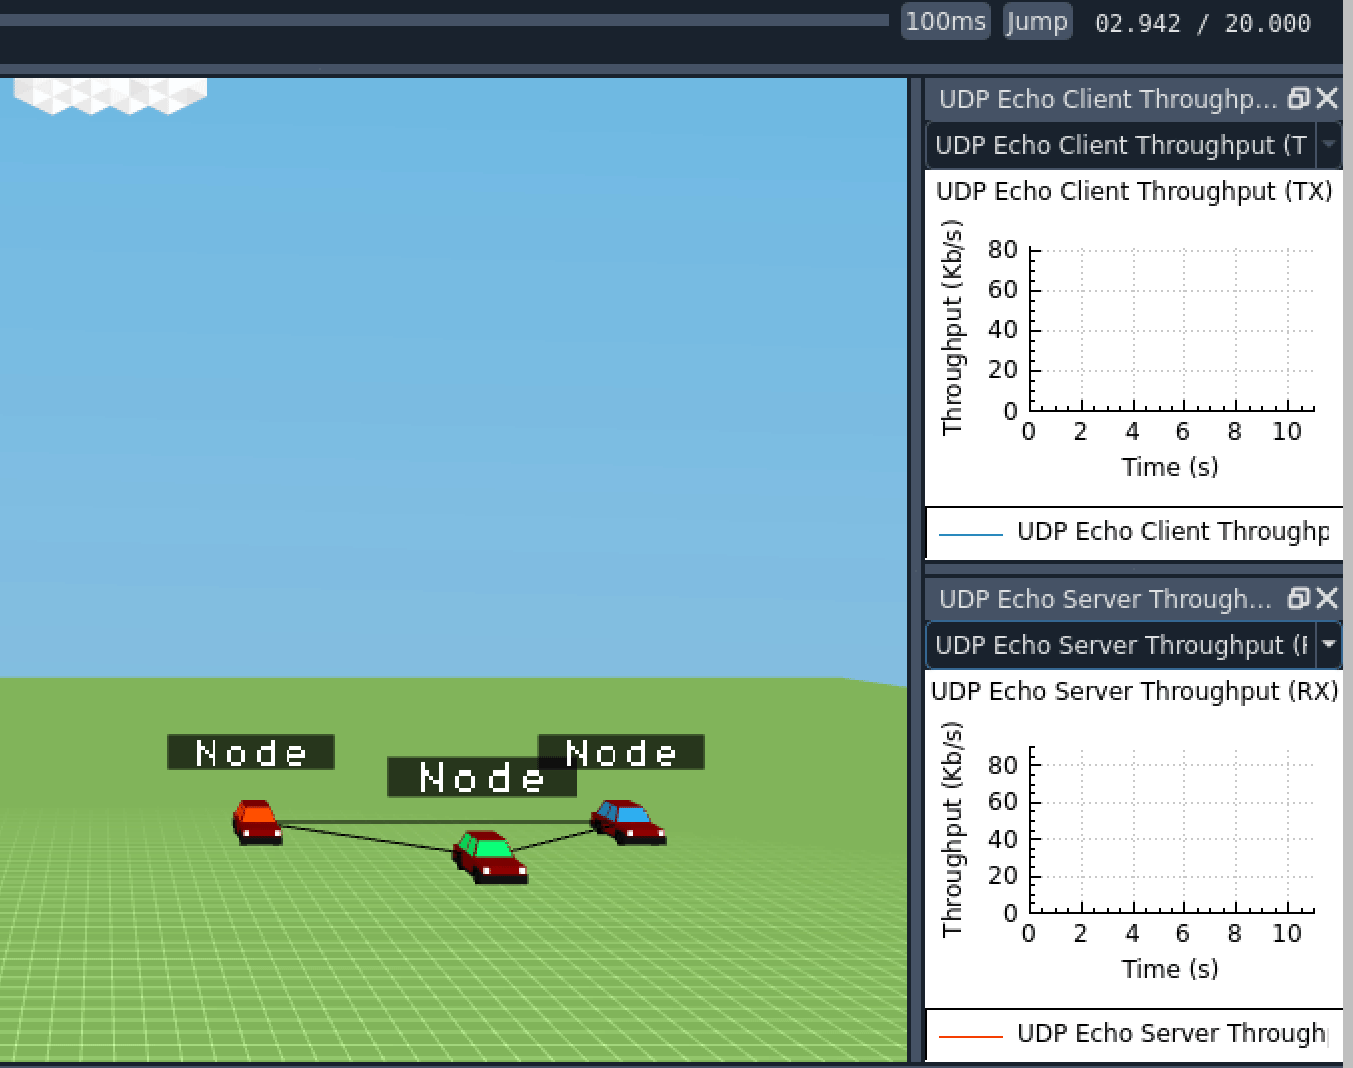 100ms Jump 02.942 / 20.000
UDP Echo Client Throughp...
UDP Echo Client Throughput (T
UDP Echo Client Throughput (TX)
Throughput (Kb/s)
80
60
40
20
0
0 2 4 6 8 10
Time (s)
UDP Echo Client Throughp
UDP Echo Server Through...
UDP Echo Server Throughput (R
UDP Echo Server Throughput (RX)
Throughput (Kb/s)
80
60
40
20
0
0 2 4 6 8 10
Time (s)
UDP Echo Server Through
Node
Node
Node